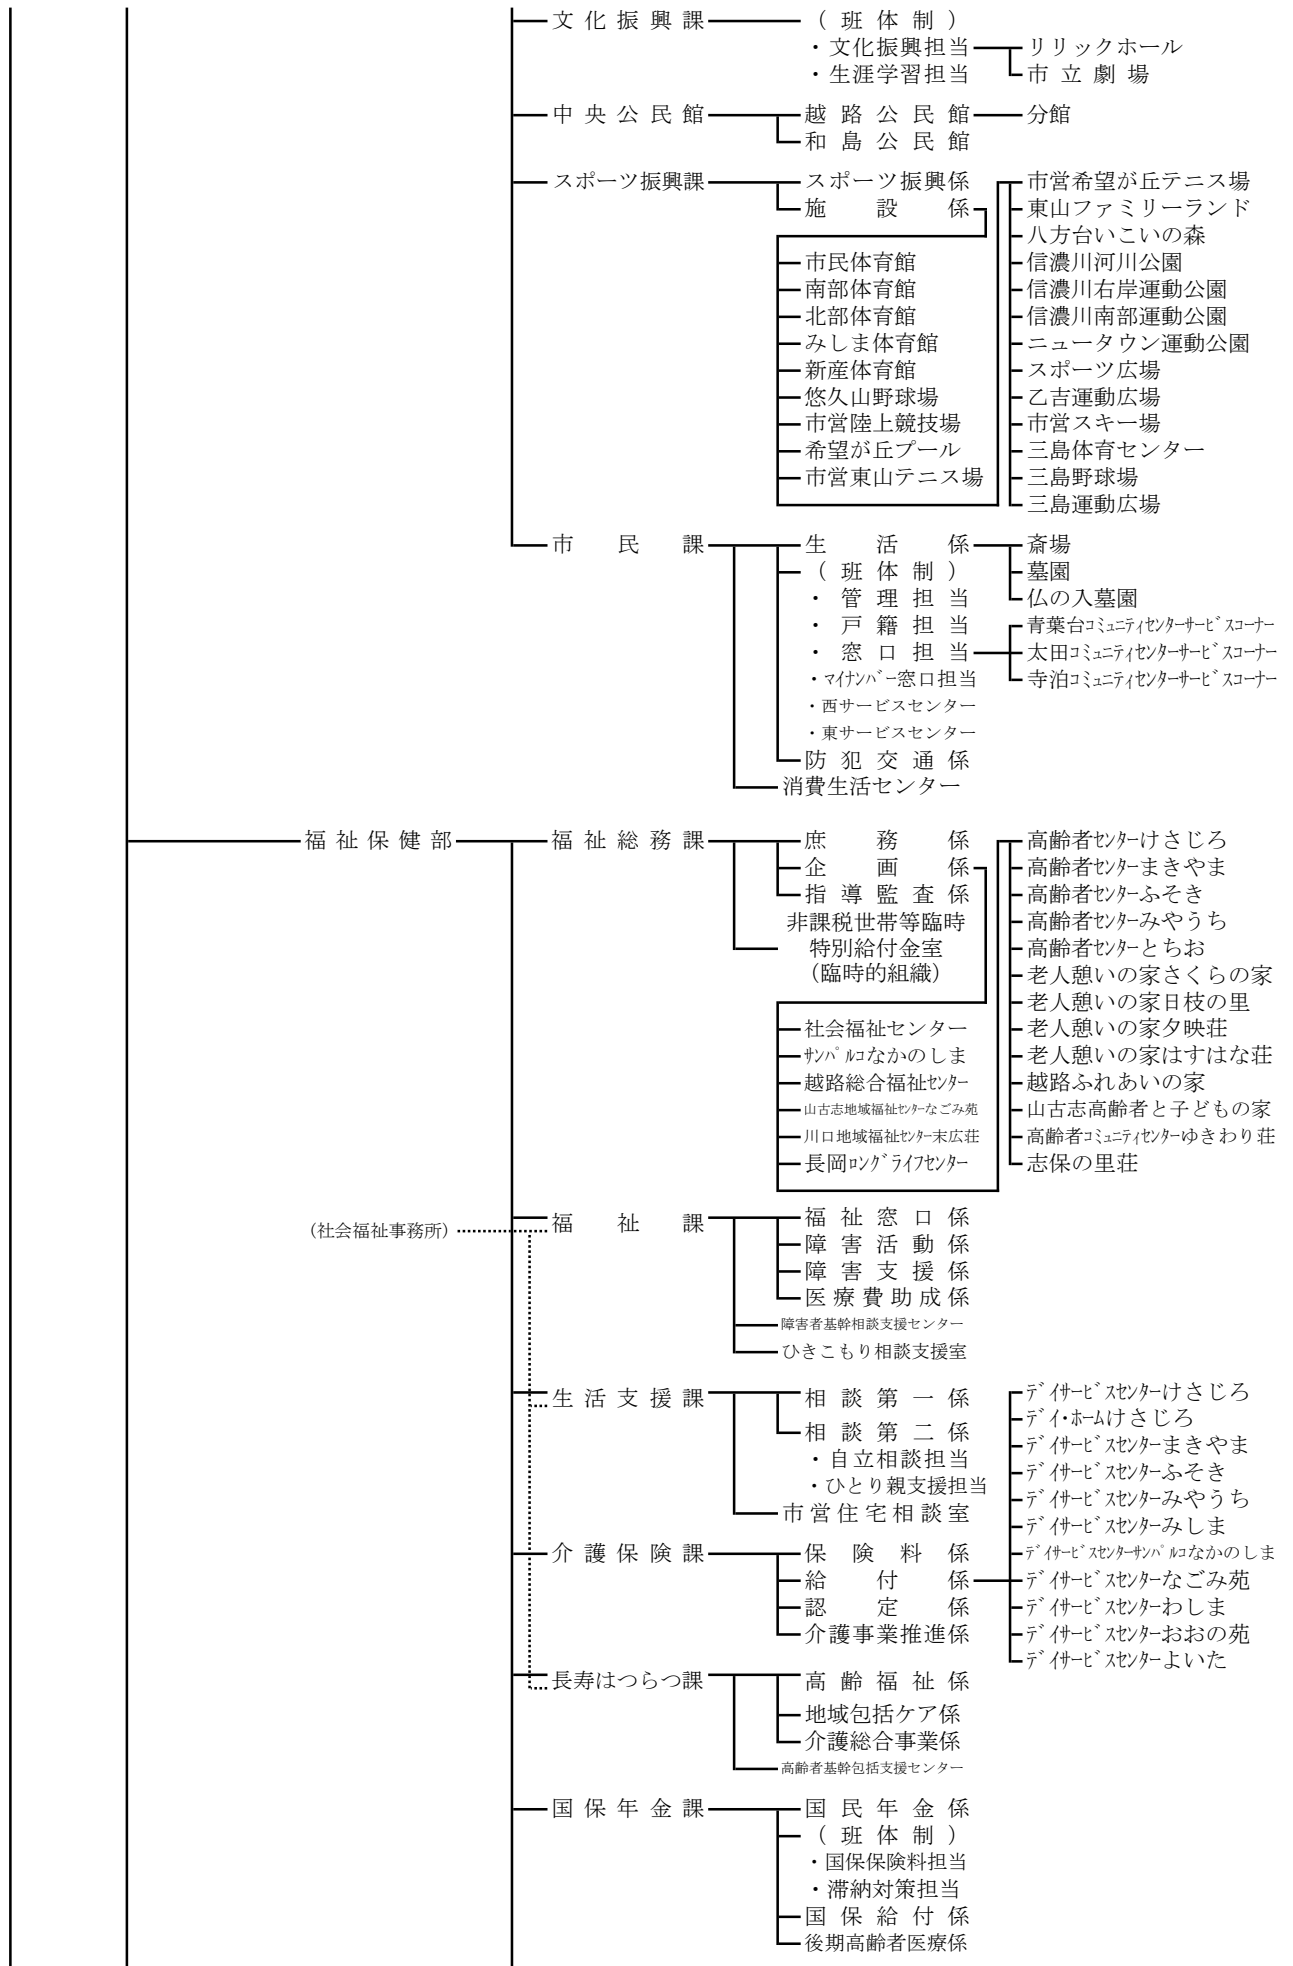 文化振興課
（班体制）
・文化振興担当
リリックホール
・生涯学習担当
市立劇場
中央公民館
越路公民館
分館
和島公民館
スポーツ振興課
スポーツ振興係
施設係
市民体育館
南部体育館
北部体育館
みしま体育館
新産体育館
悠久山野球場
市営陸上競技場
希望が丘プール
市営東山テニス場
市営希望が丘テニス場
東山ファミリーランド
八方台いこいの森
信濃川河川公園
信濃川右岸運動公園
信濃川南部運動公園
ニュータウン運動公園
スポーツ広場
乙吉運動広場
市営スキー場
三島体育センター
三島野球場
三島運動広場
市民課
生活係
斎場
墓園
仏の入墓園
（班体制）
・管理担当
・戸籍担当
・窓口担当
青葉台ｺﾐｭﾆﾃｨｾﾝﾀｰｻｰﾋﾞｽｺｰﾅｰ
太田ｺﾐｭﾆﾃｨｾﾝﾀｰｻｰﾋﾞｽｺｰﾅｰ
寺泊ｺﾐｭﾆﾃｨｾﾝﾀｰｻｰﾋﾞｽｺｰﾅｰ
・ﾏｲﾅﾝﾊﾞｰ窓口担当
・西サービスセンター
・東サービスセンター
防犯交通係
消費生活センター
福祉保健部
福祉総務課
庶務係
企画係
指導監査係
非課税世帯等臨時
特別給付金室
（臨時的組織）
社会福祉センター
ｻﾝﾊﾟﾙｺなかのしま
越路総合福祉ｾﾝﾀｰ
山古志地域福祉ｾﾝﾀｰなごみ苑
川口地域福祉ｾﾝﾀｰ末広荘
長岡ﾛﾝｸﾞﾗｲﾌｾﾝﾀｰ
高齢者ｾﾝﾀｰけさじろ
高齢者ｾﾝﾀｰまきやま
高齢者ｾﾝﾀｰふそき
高齢者ｾﾝﾀｰみやうち
高齢者ｾﾝﾀｰとちお
老人憩いの家さくらの家
老人憩いの家日枝の里
老人憩いの家夕映荘
老人憩いの家はすはな荘
越路ふれあいの家
山古志高齢者と子どもの家
高齢者ｺﾐｭﾆﾃｨｾﾝﾀｰゆきわり荘
志保の里荘
（社会福祉事務所）
福祉課
福祉窓口係
障害活動係
障害支援係
医療費助成係
障害者基幹相談支援センター
ひきこもり相談支援室
生活支援課
相談第一係
相談第二係
・自立相談担当
・ひとり親支援担当
市営住宅相談室
介護保険課
保険料係
給付係
認定係
介護事業推進係
ﾃﾞｲｻｰﾋﾞｽｾﾝﾀｰけさじろ
ﾃﾞｲ・ﾎｰﾑけさじろ
ﾃﾞｲｻｰﾋﾞｽｾﾝﾀｰまきやま
ﾃﾞｲｻｰﾋﾞｽｾﾝﾀｰふそき
ﾃﾞｲｻｰﾋﾞｽｾﾝﾀｰみやうち
ﾃﾞｲｻｰﾋﾞｽｾﾝﾀｰみしま
ﾃﾞｲｻｰﾋﾞｽｾﾝﾀｰｻﾝﾊﾟﾙｺなかのしま
ﾃﾞｲｻｰﾋﾞｽｾﾝﾀｰなごみ苑
ﾃﾞｲｻｰﾋﾞｽｾﾝﾀｰわしま
ﾃﾞｲｻｰﾋﾞｽｾﾝﾀｰおおの苑
ﾃﾞｲｻｰﾋﾞｽｾﾝﾀｰよいた
長寿はつらつ課
高齢福祉係
地域包括ケア係
介護総合事業係
高齢者基幹包括支援センター
国保年金課
国民年金係
（班体制）
・国保保険料担当
・滞納対策担当
国保給付係
後期高齢者医療係